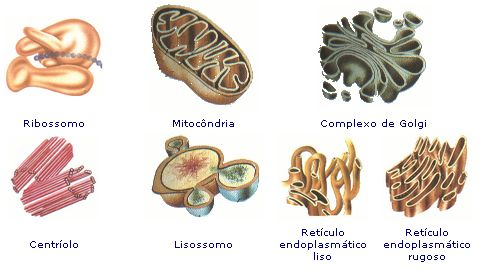 Ribossomo
Mitocôndria
Complexo de Golgi
Centríolo
Lisossomo
Retículo
endoplasmático
liso
Retículo
endoplasmático
rugoso